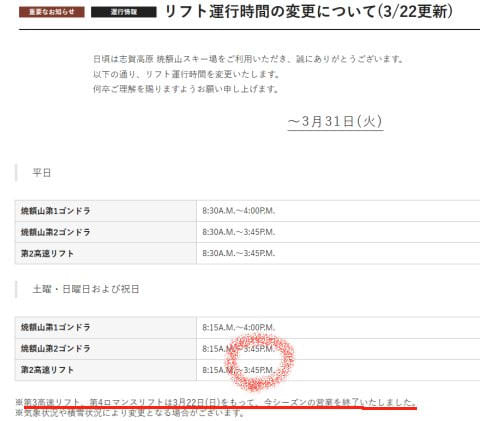 重要なお知らせ 運行情報 リフト運行時間の変更について(3/22更新)
日頃は志賀高原 焼額山スキー場をご利用いただき、誠にありがとうございます。
以下の通り、リフト運行時間を変更いたします。
何卒ご理解を賜りますようお願い申し上げます。
～3月31日(火)
平日
焼額山第1ゴンドラ 8:30A.M.～4:00P.M.
焼額山第2ゴンドラ 8:30A.M.～3:45P.M.
第2高速リフト 8:30A.M.～3:45P.M.
土曜・日曜日および祝日
焼額山第1ゴンドラ 8:15A.M.～4:00P.M.
焼額山第2ゴンドラ 8:15A.M.～3:45P.M.
第2高速リフト 8:15A.M.～3:45P.M.
※第3高速リフト、第4ロマンスリフトは3月22日(日)をもって、今シーズンの営業を終了いたしました。
※気象状況や積雪状況により変更となる場合がございます。